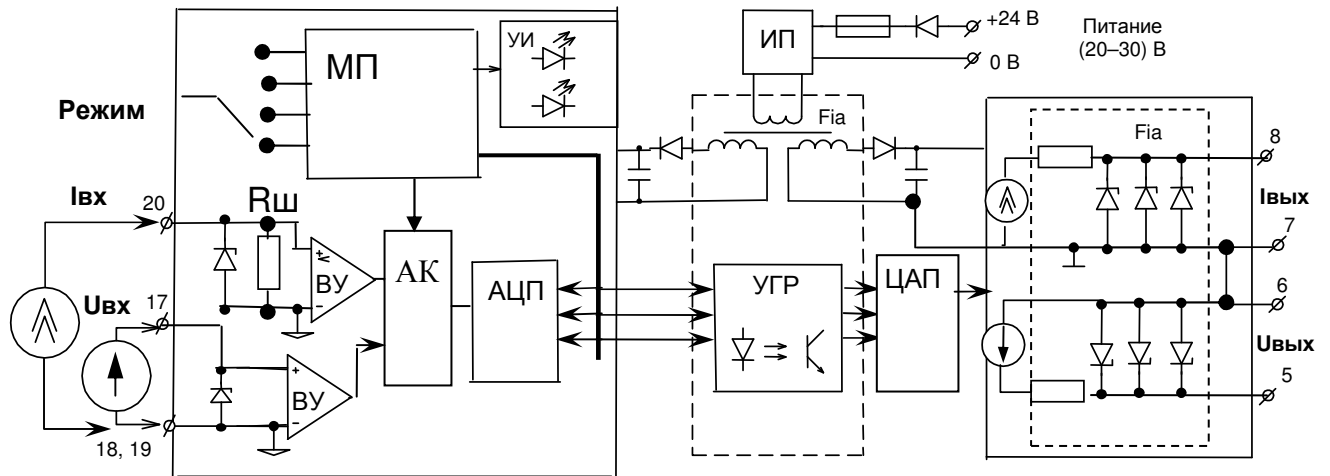 Режим
МП
УИ
ИП
+24 В
0 В
Питание
(20–30) В
Fia
Fia
Iвх
20
Rш
ВУ
АК
АЦП
Uвх
17
ВУ
18, 19
УГР
ЦАП
8
Iвых
7
6
Uвых
5